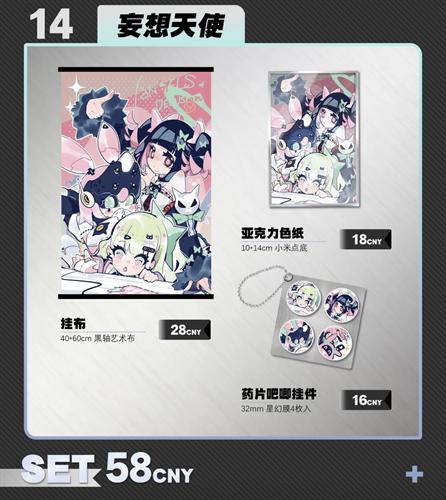 14
妄想天使
亚克力色纸
10*14cm 小米点底
18CNY
挂布
40*60cm 黑轴艺术布
28CNY
药片吧唧挂件
32mm 星幻膜4枚入
16CNY
SET 58CNY
+